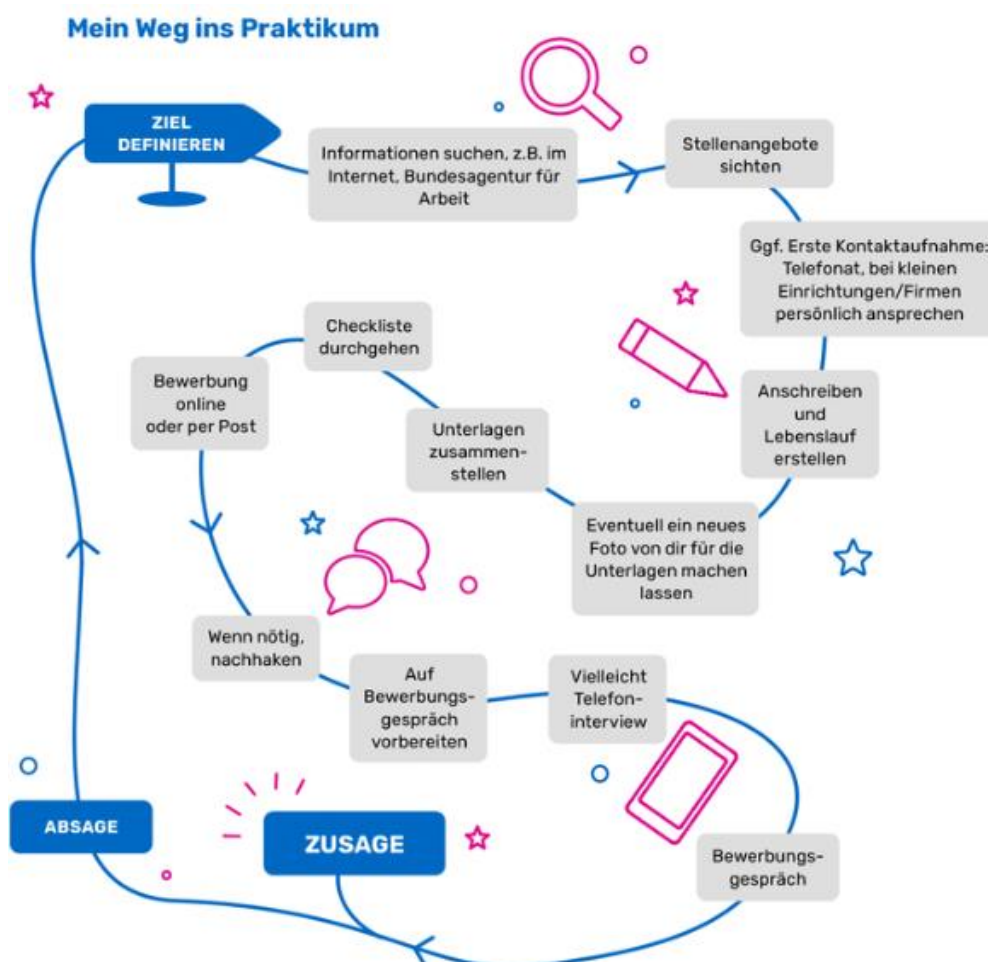 Mein Weg ins Praktikum
ZIEL
DEFINIEREN
Informationen suchen, z.B. im
Internet, Bundesagentur für
Arbeit
Stellenangebote
sichten
Ggf. Erste Kontaktaufnahme:
Telefonat, bei kleinen
Einrichtungen/Firmen
persönlich ansprechen
Anschreiben
und
Lebenslauf
erstellen
Eventuell ein neues
Foto von dir für die
Unterlagen machen
lassen
Unterlagen
zusammen-
stellen
Checkliste
durchgehen
Bewerbung
online
oder per Post
Wenn nötig,
nachhaken
Auf
Bewerbungs-
gespräch
vorbereiten
Vielleicht
Telefon-
interview
Bewerbungs-
gespräch
ZUSAGE
ABSAGE